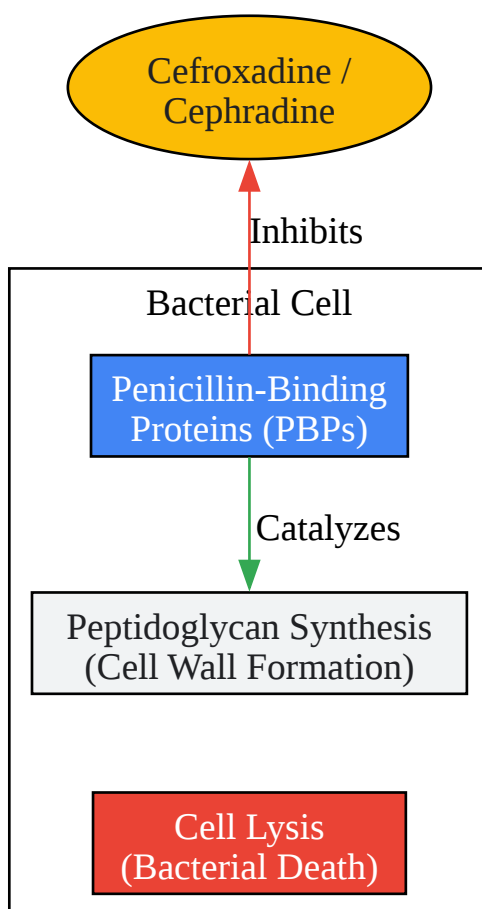 Cefroxadine /
Cephradine
Inhibits
Bacterial Cell
Penicillin-Binding
Proteins (PBPs)
Catalyzes
Peptidoglycan Synthesis
(Cell Wall Formation)
Cell Lysis
(Bacterial Death)